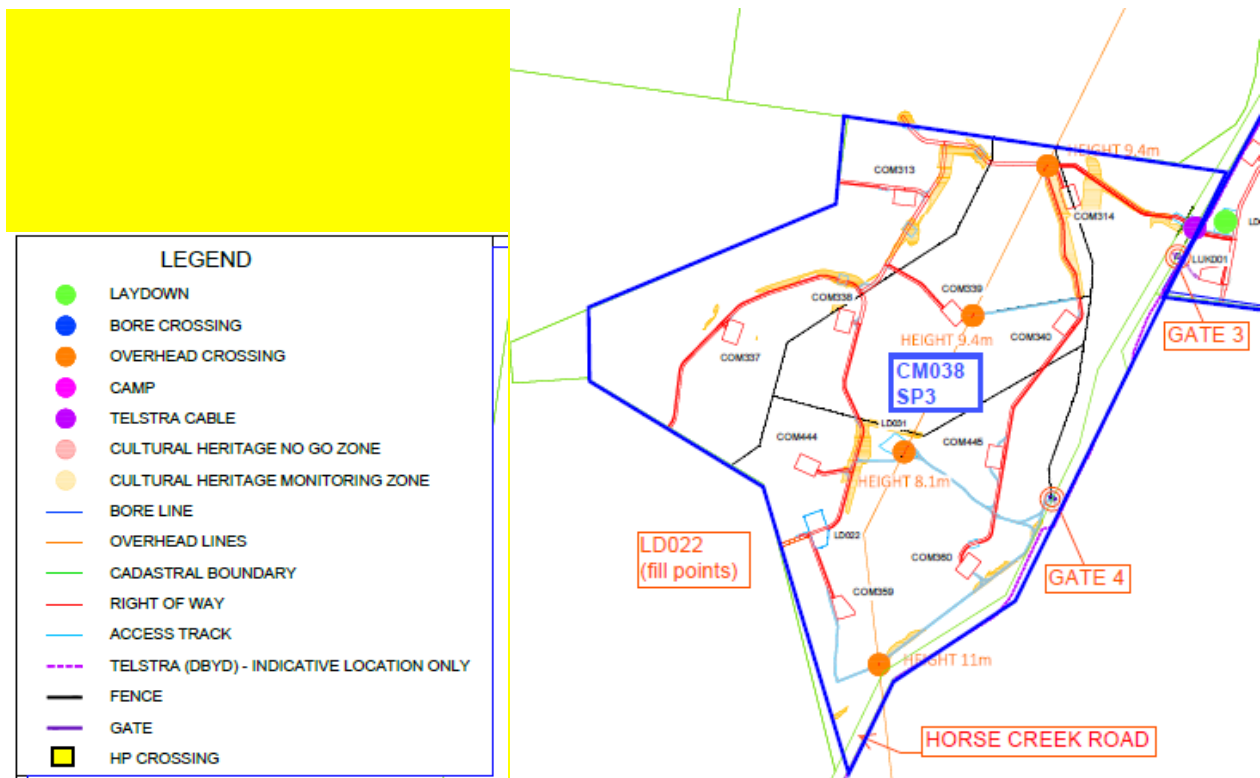 LEGEND
LAYDOWN
BORE CROSSING
OVERHEAD CROSSING
CAMP
TELSTRA CABLE
CULTURAL HERITAGE NO GO ZONE
CULTURAL HERITAGE MONITORING ZONE
BORE LINE
OVERHEAD LINES
CADASTRAL BOUNDARY
RIGHT OF WAY
ACCESS TRACK
TELSTRA (DBYD) - INDICATIVE LOCATION ONLY
FENCE
GATE
HP CROSSING
HEIGHT 9.4m
COM313
COM314
LUK001
COM339
COM338
GATE 3
HEIGHT 9.4m
COM340
COM337
CM038
SP3
LD031
COM444
COM445
HEIGHT 8.1m
LD022
LD022
(fill points)
COM360
GATE 4
COM359
HEIGHT 11m
HORSE CREEK ROAD